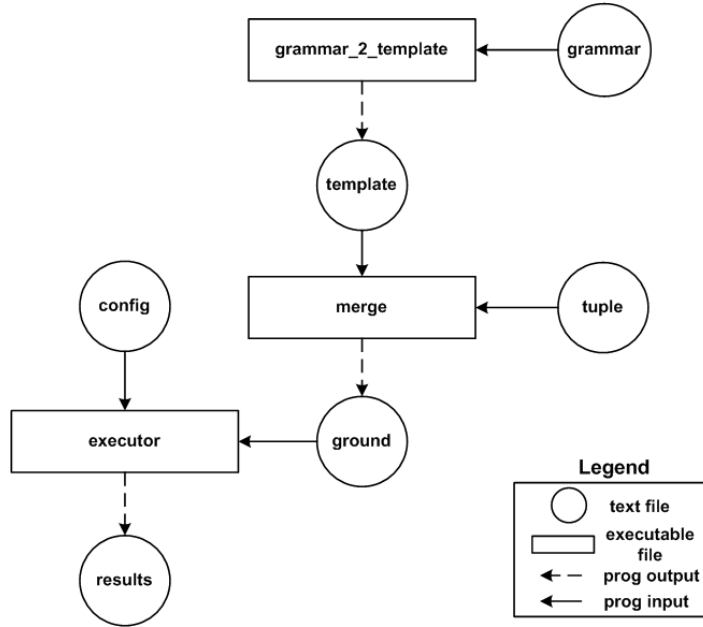 grammar_2_template
grammar
template
config
merge
tuple
executor
ground
results
Legend
text file
executable
file
prog output
prog input